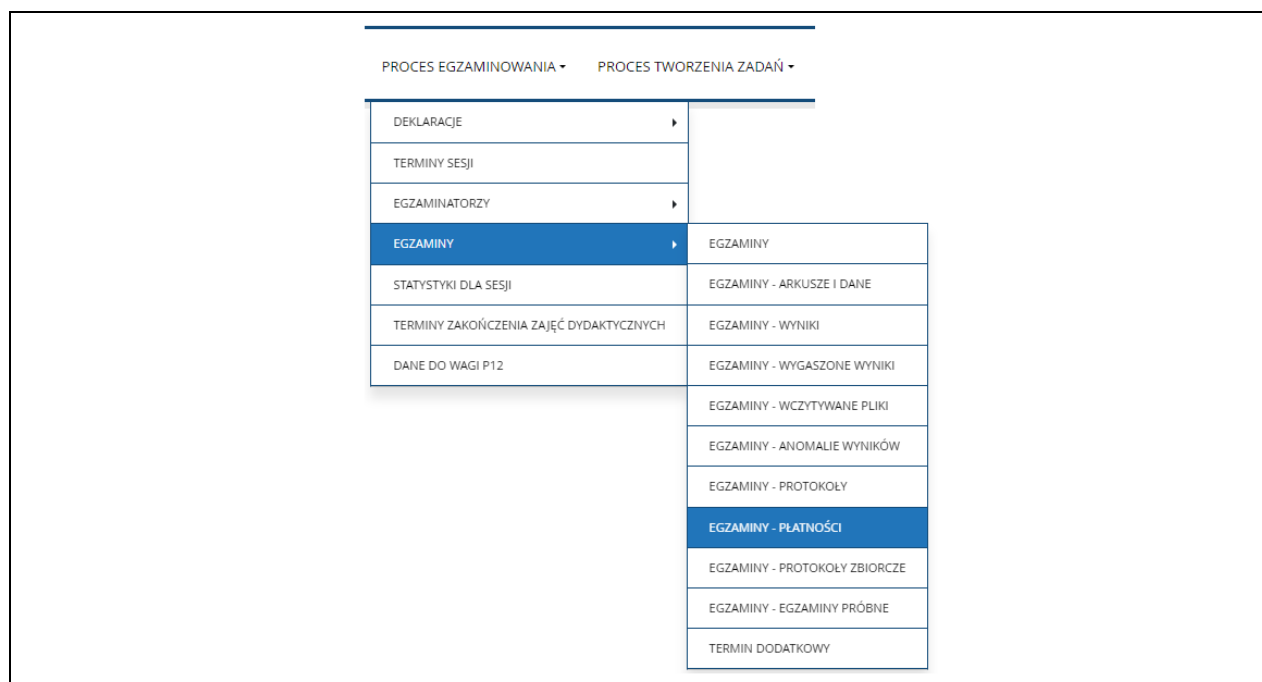 PROCES EGZAMINOWANIA
PROCES TWORZENIA ZADAŃ
DEKLARACJE
TERMINY SESJI
EGZAMINATORZY
EGZAMINY
STATYSTYKI DLA SESJI
TERMINY ZAKOŃCZENIA ZAJĘĆ DYDAKTYCZNYCH
DANE DO WAGI P12
EGZAMINY
EGZAMINY - ARKUSZE I DANE
EGZAMINY - WYNIKI
EGZAMINY - WYGASZONE WYNIKI
EGZAMINY - WCZYTYWANE PLIKI
EGZAMINY - ANOMALIE WYNIKÓW
EGZAMINY - PROTOKOŁY
EGZAMINY - PŁATNOŚCI
EGZAMINY - PROTOKOŁY ZBIORCZE
EGZAMINY - EGZAMINY PRÓBNE
TERMIN DODATKOWY